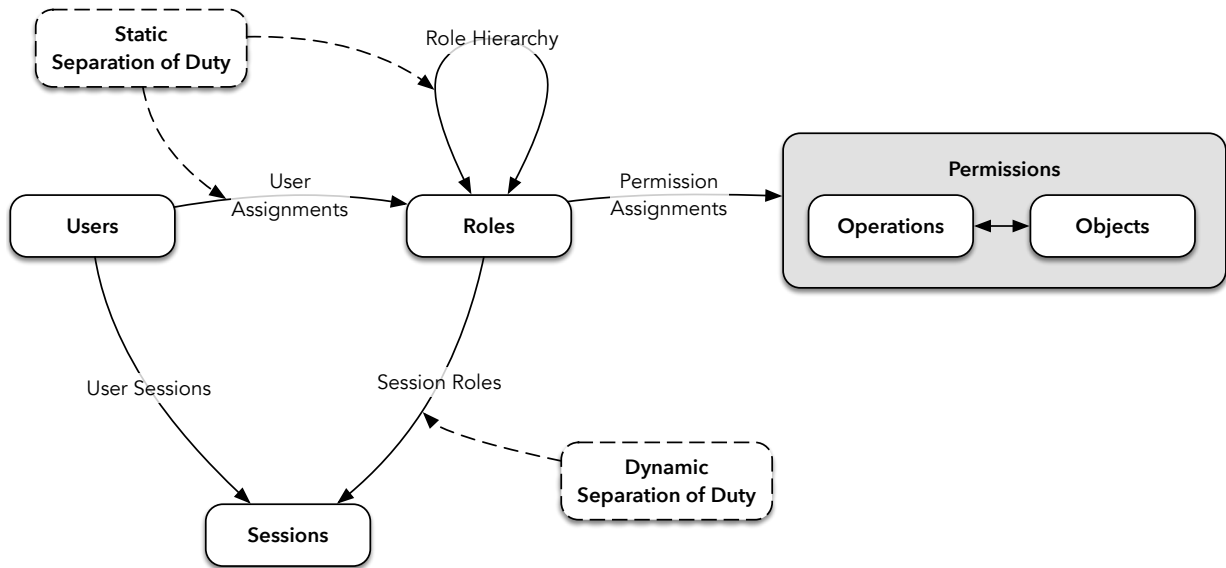 Static
Separation of Duty
Role Hierarchy
Permissions
User
Assignments
Permission
Assignments
Users
Roles
Operations
Objects
User Sessions
Session Roles
Dynamic
Separation of Duty
Sessions